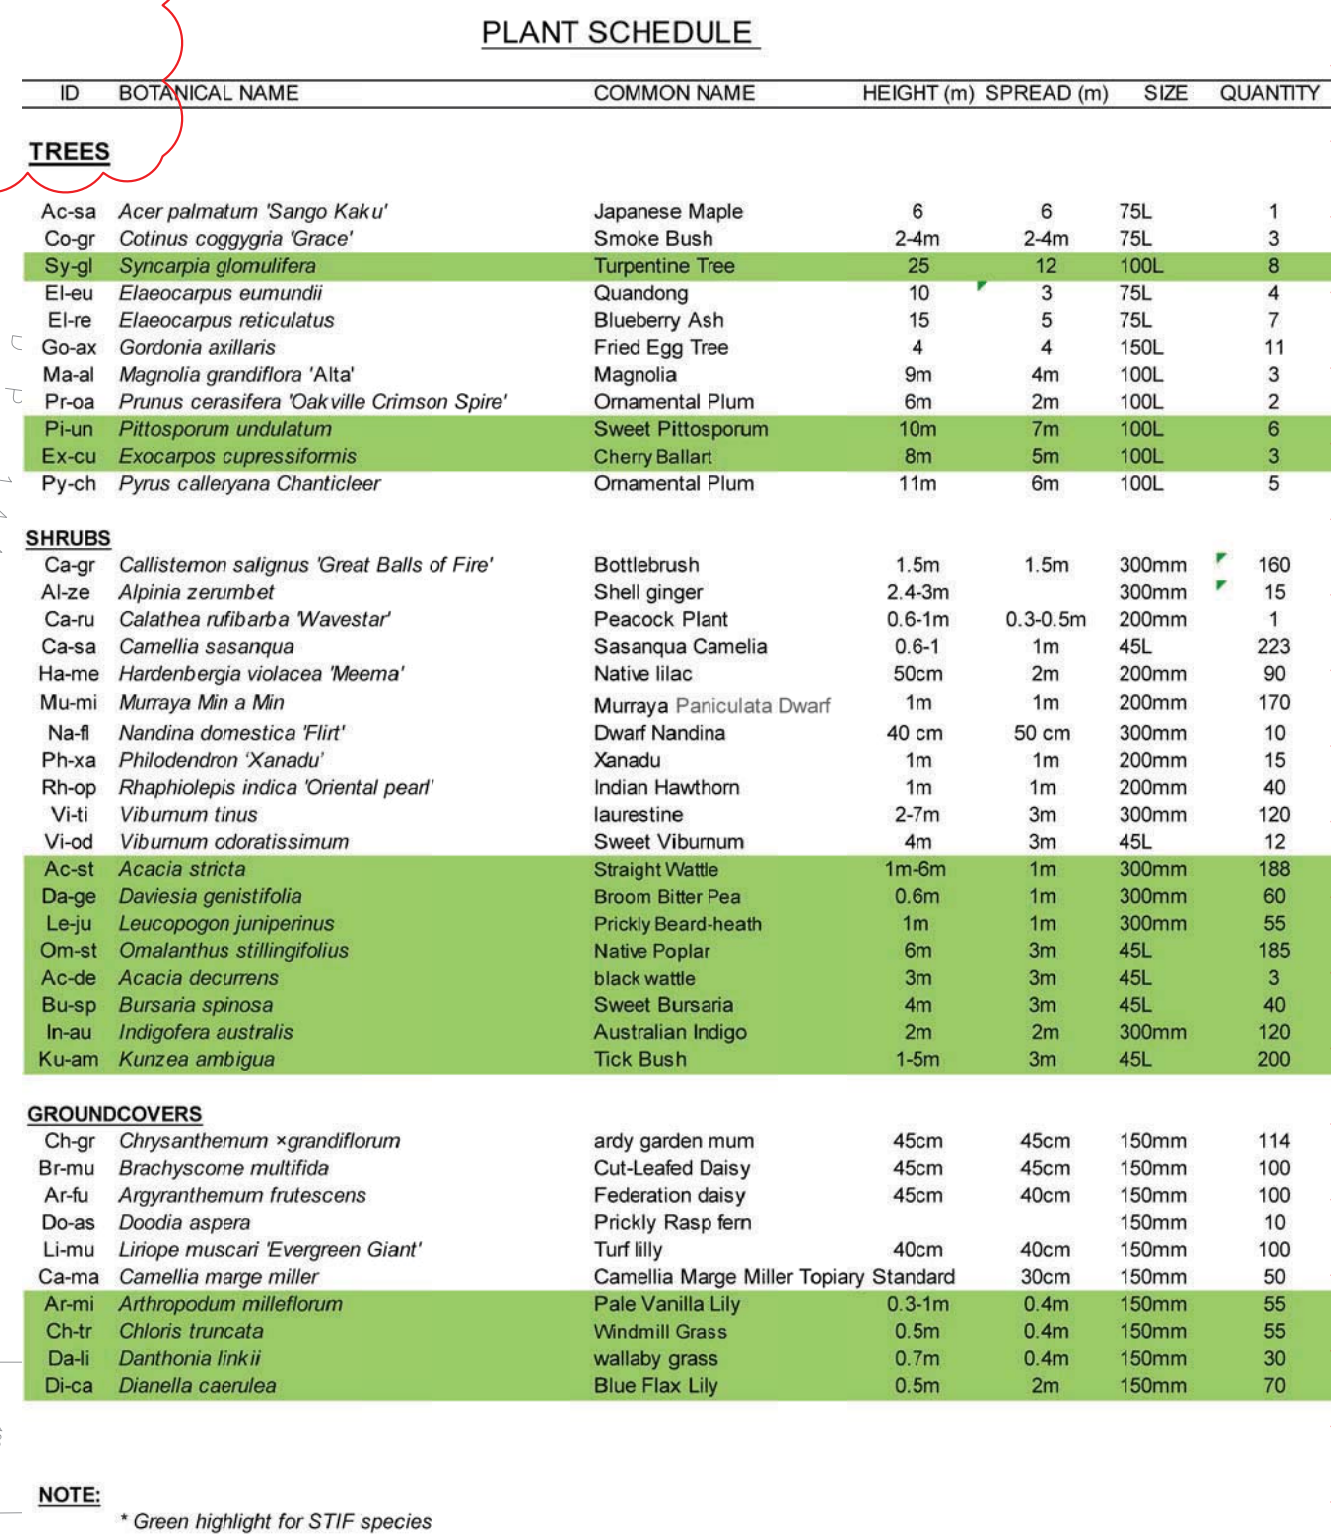 PLANT SCHEDULE
ID BOTANICAL NAME COMMON NAME HEIGHT (m) SPREAD (m) SIZE QUANTITY
TREES
Ac-sa Acer palmatum 'Sango Kaku' Japanese Maple 6 6 75L 1
Co-gr Cotinus coggygria 'Grace' Smoke Bush 2-4m 2-4m 75L 3
Sy-gl Syncarpia glomulifera Turpentine Tree 25 12 100L 8
El-eu Elaeocarpus eumundii Quandong 10 3 75L 4
El-re Elaeocarpus reticulatus Blueberry Ash 15 5 75L 7
Go-ax Gordonia axillaris Fried Egg Tree 4 4 150L 11
Ma-al Magnolia grandiflora 'Alta' Magnolia 9m 4m 100L 3
Pr-oa Prunus cerasifera 'Oakville Crimson Spire' Ornamental Plum 6m 2m 100L 2
Pi-un Pittosporum undulatum Sweet Pittosporum 10m 7m 100L 6
Ex-cu Exocarpos cupressiformis Cherry Ballart 8m 5m 100L 3
Py-ch Pyrus calleryana Chanticleer Ornamental Plum 11m 6m 100L 5
SHRUBS
Ca-gr Callistemon salignus 'Great Balls of Fire' Bottlebrush 1.5m 1.5m 300mm 160
Al-ze Alpinia zerumbet Shell ginger 2.4-3m 300mm 15
Ca-ru Calathea rufibarba 'Wavestar' Peacock Plant 0.6-1m 0.3-0.5m 200mm 1
Ca-sa Camellia sasanqua Sasanqua Camelia 0.6-1 1m 45L 223
Ha-me Hardenbergia violacea 'Meema' Native lilac 50cm 2m 200mm 90
Mu-mi Murraya Min a Min Murraya Paniculata Dwarf 1m 1m 200mm 170
Na-fl Nandina domestica 'Flirt' Dwarf Nandina 40 cm 50 cm 300mm 10
Ph-xa Philodendron 'Xanadu' Xanadu 1m 1m 200mm 15
Rh-op Rhaphiolepis indica 'Oriental pearl' Indian Hawthorn 1m 1m 200mm 40
Vi-ti Viburnum tinus laurestine 2-7m 3m 300mm 120
Vi-od Viburnum odoratissimum Sweet Viburnum 4m 3m 45L 12
Ac-st Acacia stricta Straight Wattle 1m-6m 1m 300mm 188
Da-ge Daviesia genistifolia Broom Bitter Pea 0.6m 1m 300mm 60
Le-ju Leucopogon juniperinus Prickly Beard-heath 1m 1m 300mm 55
Om-st Omalanthus stillingifolius Native Poplar 6m 3m 45L 185
Ac-de Acacia decurrens black wattle 3m 3m 45L 3
Bu-sp Bursaria spinosa Sweet Bursaria 4m 3m 45L 40
In-au Indigofera australis Australian Indigo 2m 2m 300mm 120
Ku-am Kunzea ambigua Tick Bush 1-5m 3m 45L 200
GROUNDCOVERS
Ch-gr Chrysanthemum ×grandiflorum ardy garden mum 45cm 45cm 150mm 114
Br-mu Brachyscome multifida Cut-Leafed Daisy 45cm 45cm 150mm 100
Ar-fu Argyranthemum frutescens Federation daisy 45cm 40cm 150mm 100
Do-as Doodia aspera Prickly Rasp fern 150mm 10
Li-mu Liriope muscari 'Evergreen Giant' Turf lilly 40cm 40cm 150mm 100
Ca-ma Camellia marge miller Camellia Marge Miller Topiary Standard 30cm 150mm 50
Ar-mi Arthropodum milleflorum Pale Vanilla Lily 0.3-1m 0.4m 150mm 55
Ch-tr Chloris truncata Windmill Grass 0.5m 0.4m 150mm 55
Da-li Danthonia linkii wallaby grass 0.7m 0.4m 150mm 30
Di-ca Dianella caerulea Blue Flax Lily 0.5m 2m 150mm 70
NOTE:
* Green highlight for STIF species